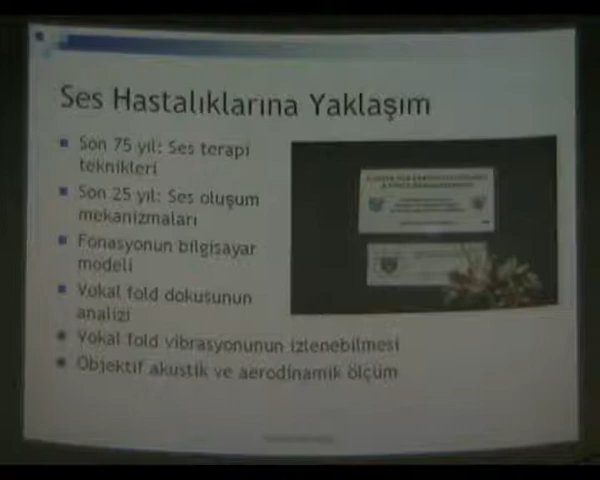 Ses Hastalıklarına Yaklaşım
Son 75 yıl: Ses terapi
teknikleri
Son 25 yıl: Ses oluşum
mekanizmaları
Fonasyonun bilgisayar
modeli
Vokal fold dokusunun
analizi
Vokal fold vibrasyonunun izlenebilmesi
Objektif akustik ve aerodinamik ölçüm